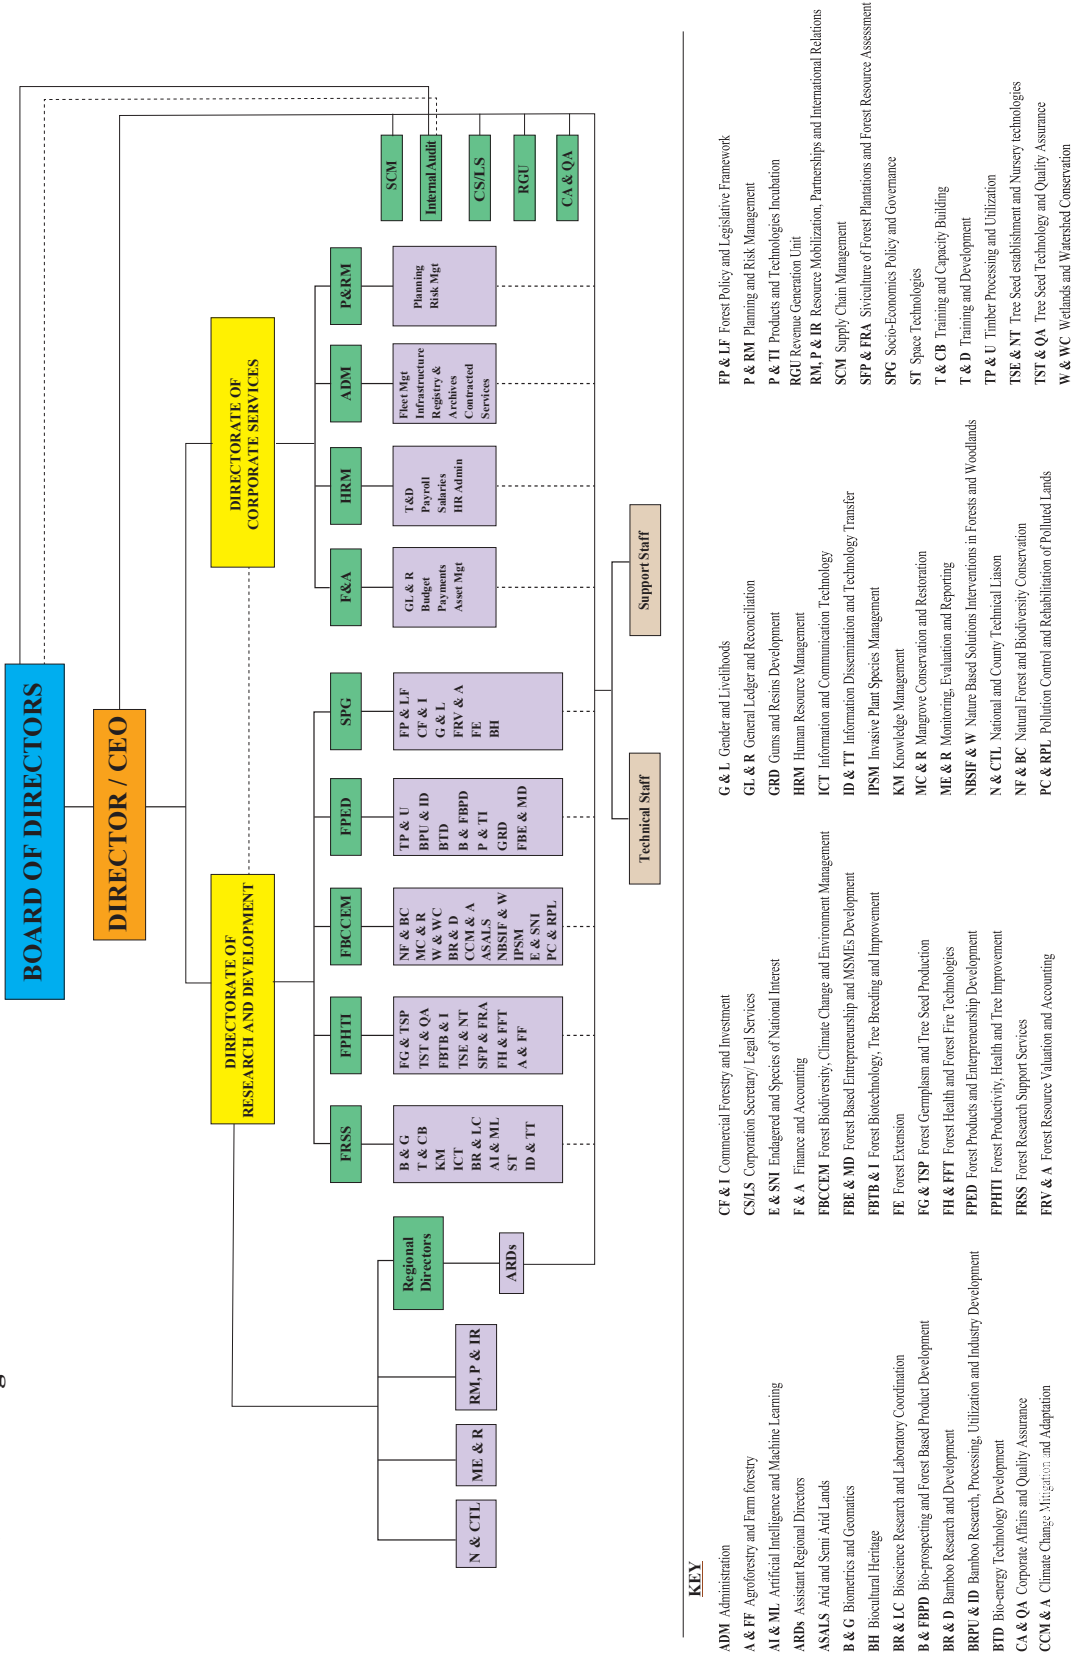 BOARD OF DIRECTORS
DIRECTOR / CEO
DIRECTORATE OF
RESEARCH AND DEVELOPMENT
DIRECTORATE OF
CORPORATE SERVICES
N & CTL
ME & R
RM, P & IR
Regional
Directors
ARDs
FRSS
B & G
T & CB
KM
ICT
BR & LC
AI & ML
ST
ID & TT
FPHTI
FG & TSP
TST & QA
FBTB & I
TSE & NT
SFP & FRA
FH & FFT
A & FF
FBCCEM
NF & BC
MC & R
W & WC
BR & D
CCM & A
ASALS
NBSIF & W
IPSM
E & SNI
PC & RPL
FPED
TP & U
BPU & ID
BTD
B & FBPD
P & TI
GRD
FBE & MD
SPG
FP & LF
CF & I
G & L
FRV & A
FE
BH
F&A
GL & R
Budget
Payments
Asset Mgt
HRM
T&D
Payroll
Salaries
HR Admin
ADM
Fleet Mgt
Infrastructure
Registry &
Archives
Contracted
Services
P&RM
Planning
Risk Mgt
SCM
Internal Audit
CS/LS
RGU
CA & QA
Technical Staff
Support Staff
KEY
ADM Administration
A & FF Agroforestry and Farm forestry
AI & ML Artificial Intelligence and Machine Learning
ARDs Assistant Regional Directors
ASALS Arid and Semi Arid Lands
B & G Biometrics and Geomatics
BH Biocultural Heritage
BR & LC Bioscience Research and Laboratory Coordination
B & FBPD Bio-prospecting and Forest Based Product Development
BR & D Bamboo Research and Development
BRPU & ID Bamboo Research, Processing, Utilization and Industry Development
BTD Bio-energy Technology Development
CA & QA Corporate Affairs and Quality Assurance
CCM & A Climate Change Mitigation and Adaptation
CF & I Commercial Forestry and Investment
CS/LS Corporation Secretary/ Legal Services
E & SNI Endagered and Species of National Interest
F & A Finance and Accounting
FBCCEM Forest Biodiversity, Climate Change and Environment Management
FBE & MD Forest Based Entrepreneurship and MSMEs Development
FBTB & I Forest Biotechnology, Tree Breeding and Improvement
FE Forest Extension
FG & TSP Forest Germplasm and Tree Seed Production
FH & FFT Forest Health and Forest Fire Technologies
FPED Forest Products and Enterpreneurship Development
FPHTI Forest Productivity, Health and Tree Improvement
FRSS Forest Research Support Services
FRV & A Forest Resource Valuation and Accounting
G & L Gender and Livelihoods
GL & R General Ledger and Reconciliation
GRD Gums and Resins Development
HRM Human Resource Management
ICT Information and Communication Technology
ID & TT Information Dissemination and Technology Transfer
IPSM Invasive Plant Species Management
KM Knowledge Management
MC & R Mangrove Conservation and Restoration
ME & R Monitoring, Evaluation and Reporting
NBSIF & W Nature Based Solutions Interventions in Forests and Woodlands
N & CTL National and County Technical Liason
NF & BC Natural Forest and Biodiversity Conservation
PC & RPL Pollution Control and Rehabilitation of Polluted Lands
FP & LF Forest Policy and Legislative Framework
P & RM Planning and Risk Management
P & TI Products and Technologies Incubation
RGU Revenue Generation Unit
RM, P & IR Resource Mobilization, Partnerships and International Relations
SCM Supply Chain Management
SFP & FRA Siviculture of Forest Plantations and Forest Resource Assessment
SPG Socio-Economics Policy and Governance
ST Space Technologies
T & CB Training and Capacity Building
T & D Training and Development
TP & U Timber Processing and Utilization
TSE & NT Tree Seed establishment and Nursery technologies
TST & QA Tree Seed Technology and Quality Assurance
W & WC Wetlands and Watershed Conservation